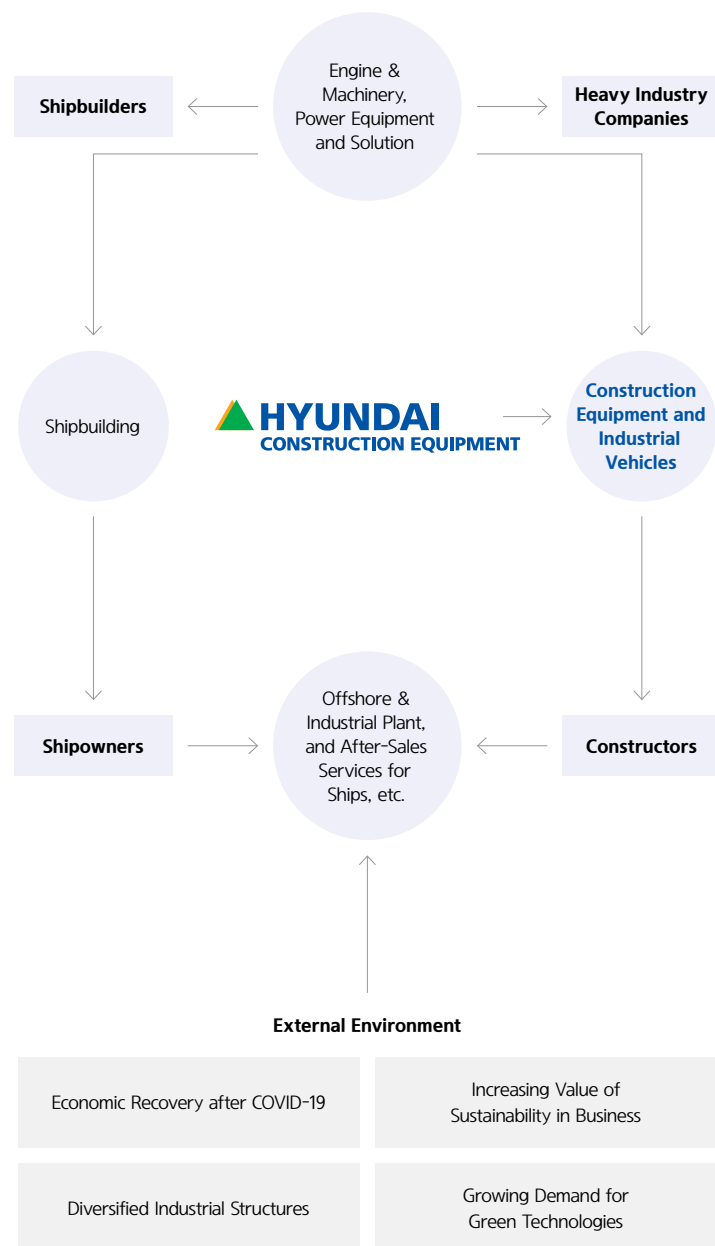 Engine &
Machinery,
Power Equipment
and Solution
Shipbuilders
Heavy Industry
Companies
Shipbuilding
HYUNDAI
CONSTRUCTION EQUIPMENT
Construction
Equipment and
Industrial
Vehicles
Shipowners
Offshore &
Industrial Plant,
and After-Sales
Services for
Ships, etc.
Constructors
External Environment
Economic Recovery after COVID-19
Increasing Value of
Sustainability in Business
Diversified Industrial Structures
Growing Demand for
Green Technologies